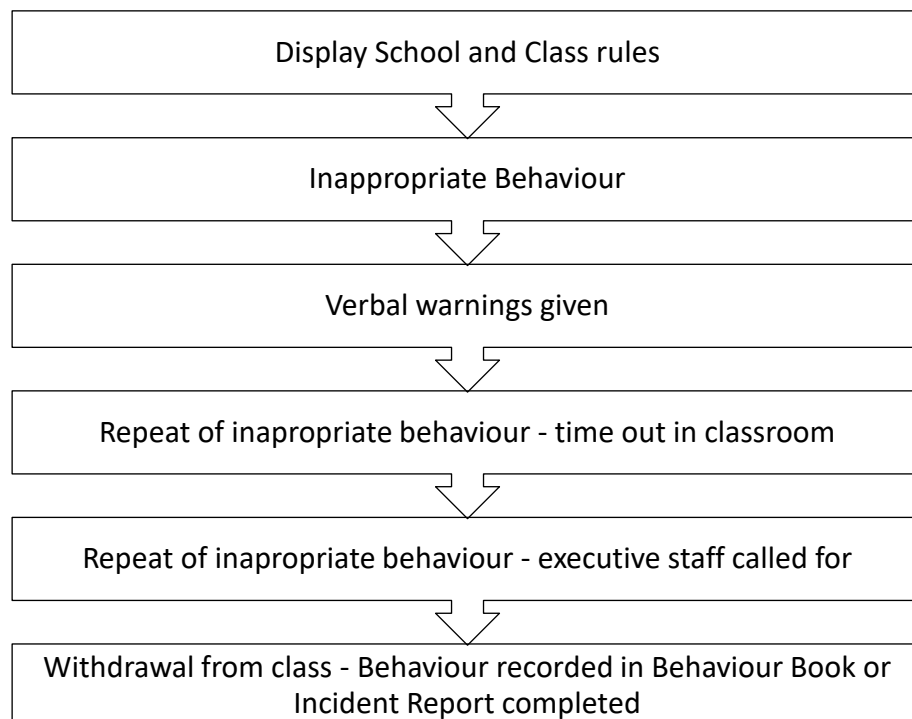 Display School and Class rules
Inappropriate Behaviour
Verbal warnings given
Repeat of inapropriate behaviour - time out in classroom
Repeat of inapropriate behaviour - executive staff called for
Withdrawal from class - Behaviour recorded in Behaviour Book or
Incident Report completed